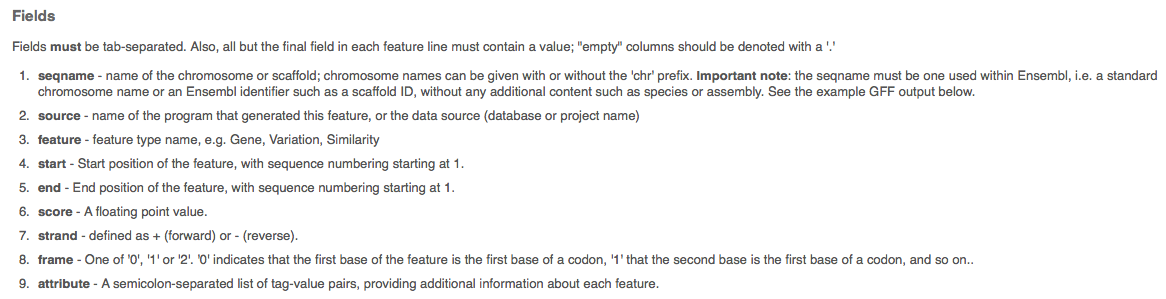 Fields
Fields must be tab-separated. Also, all but the final field in each feature line must contain a value; "empty" columns should be denoted with a '.'
1. seqname - name of the chromosome or scaffold; chromosome names can be given with or without the 'chr' prefix. Important note: the seqname must be one used within Ensembl, i.e. a standard
chromosome name or an Ensembl identifier such as a scaffold ID, without any additional content such as species or assembly. See the example GFF output below.
2. source - name of the program that generated this feature, or the data source (database or project name)
3. feature - feature type name, e.g. Gene, Variation, Similarity
4. start - Start position of the feature, with sequence numbering starting at 1.
5. end - End position of the feature, with sequence numbering starting at 1.
6. score - A floating point value.
7. strand - defined as + (forward) or - (reverse).
8. frame - One of '0', '1' or '2'. '0' indicates that the first base of the feature is the first base of a codon, '1' that the second base is the first base of a codon, and so on..
9. attribute - A semicolon-separated list of tag-value pairs, providing additional information about each feature.